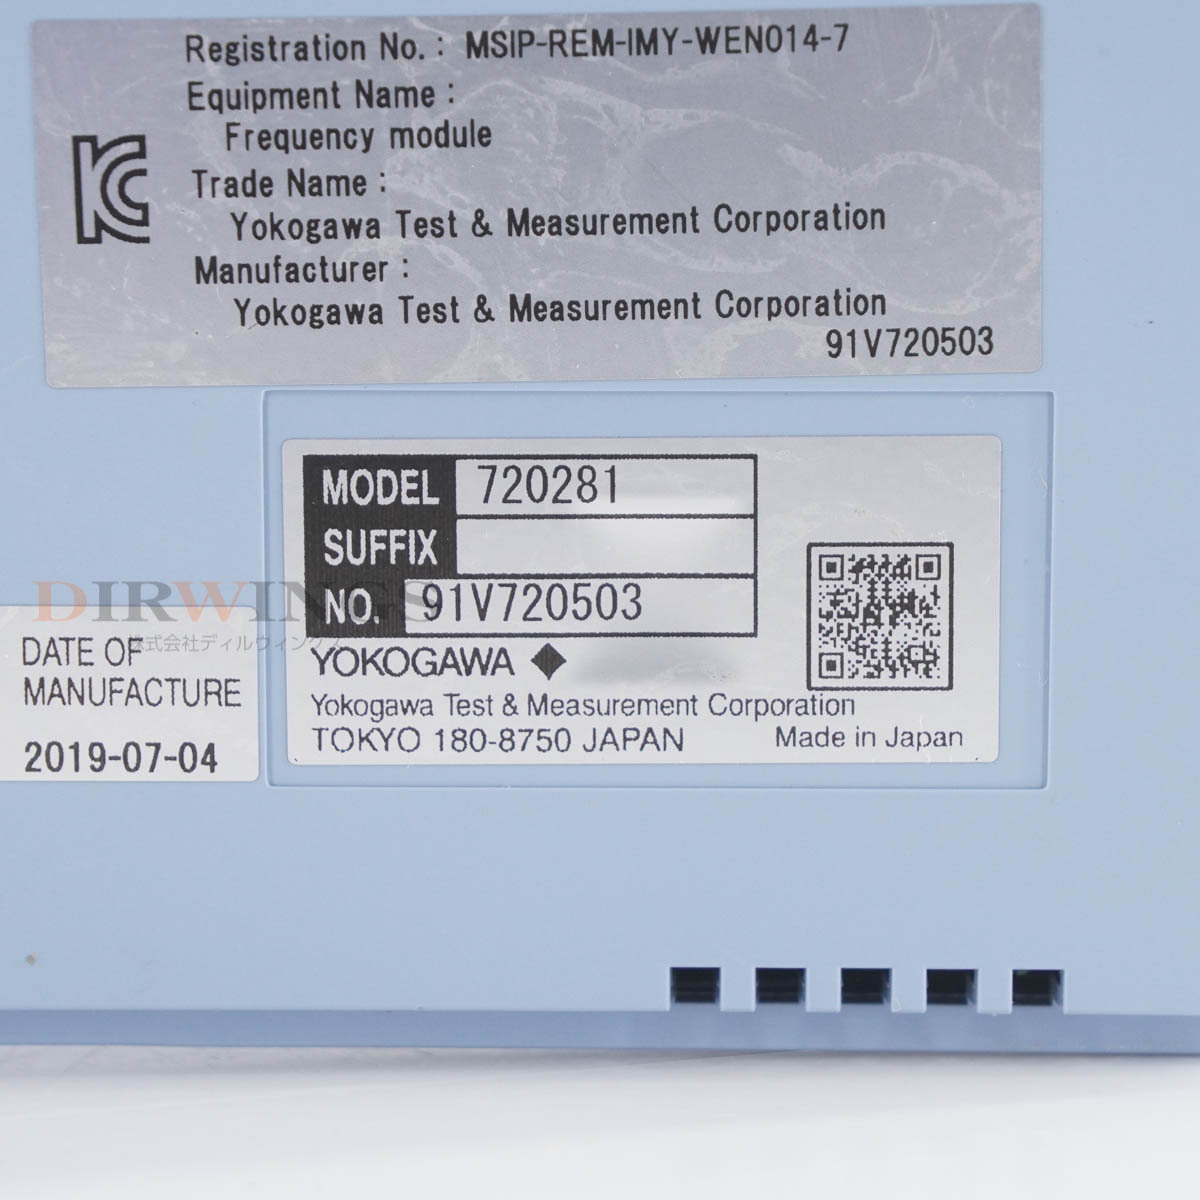 Registration No. : MSIP-REM-IMY-WEN014-7
Equipment Name :
Frequency module
Trade Name :
Yokogawa Test & Measurement Corporation
Manufacturer :
Yokogawa Test & Measurement Corporation
91V720503
MODEL 720281
SUFFIX
NO. 91V720503
YOKOGAWA
Yokogawa Test & Measurement Corporation
TOKYO 180-8750 JAPAN Made in Japan
DIRWINGS
株式会社ディルウィングス
DATE OF
MANUFACTURE
2019-07-04